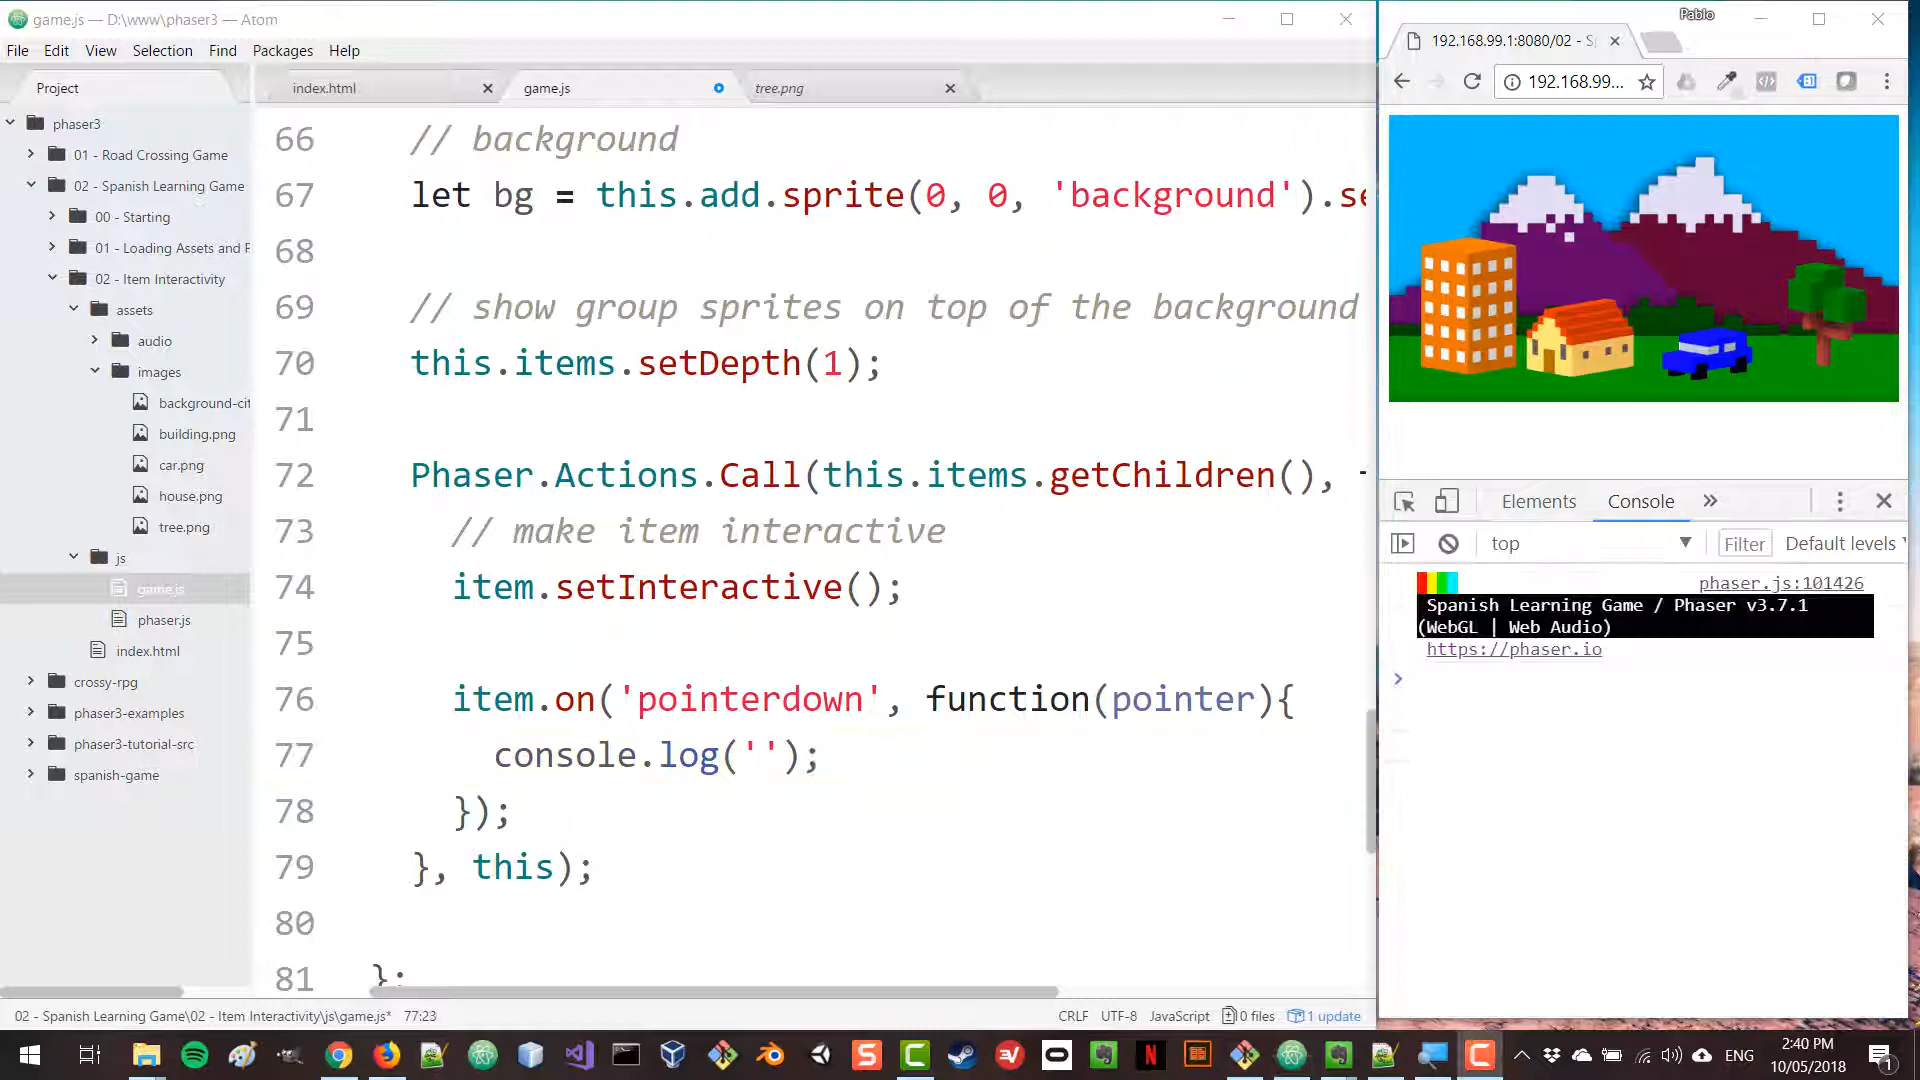 game.js — D:\www\phaser3 — Atom
File Edit View Selection Find Packages Help
Project
index.html
game.js
tree.png
phaser3
01 - Road Crossing Game
02 - Spanish Learning Game
00 - Starting
01 - Loading Assets and
02 - Item Interactivity
assets
audio
images
background-cit
building.png
car.png
house.png
tree.png
js
game.js
phaser.js
index.html
crossy-rpg
phaser3-examples
phaser3-tutorial-src
spanish-game
66 // background
67 let bg = this.add.sprite(0, 0, 'background').se
68
69 // show group sprites on top of the background
70 this.items.setDepth(1);
71
72 Phaser.Actions.Call(this.items.getChildren(),
73 // make item interactive
74 item.setInteractive();
75
76 item.on('pointerdown', function(pointer){
77 console.log('');
78 });
79 }, this);
80
81 };
02 - Spanish Learning Game\02 - Item Interactivity\js\game.js* 77:23
CRLF UTF-8 JavaScript 0 files 1 update
Pablo
192.168.99.1:8080/02 - S
192.168.99...
Elements Console
top Filter Default levels
phaser.js:101426
Spanish Learning Game / Phaser v3.7.1
(WebGL | Web Audio)
https://phaser.io
ENG
2:40 PM
10/05/2018
1